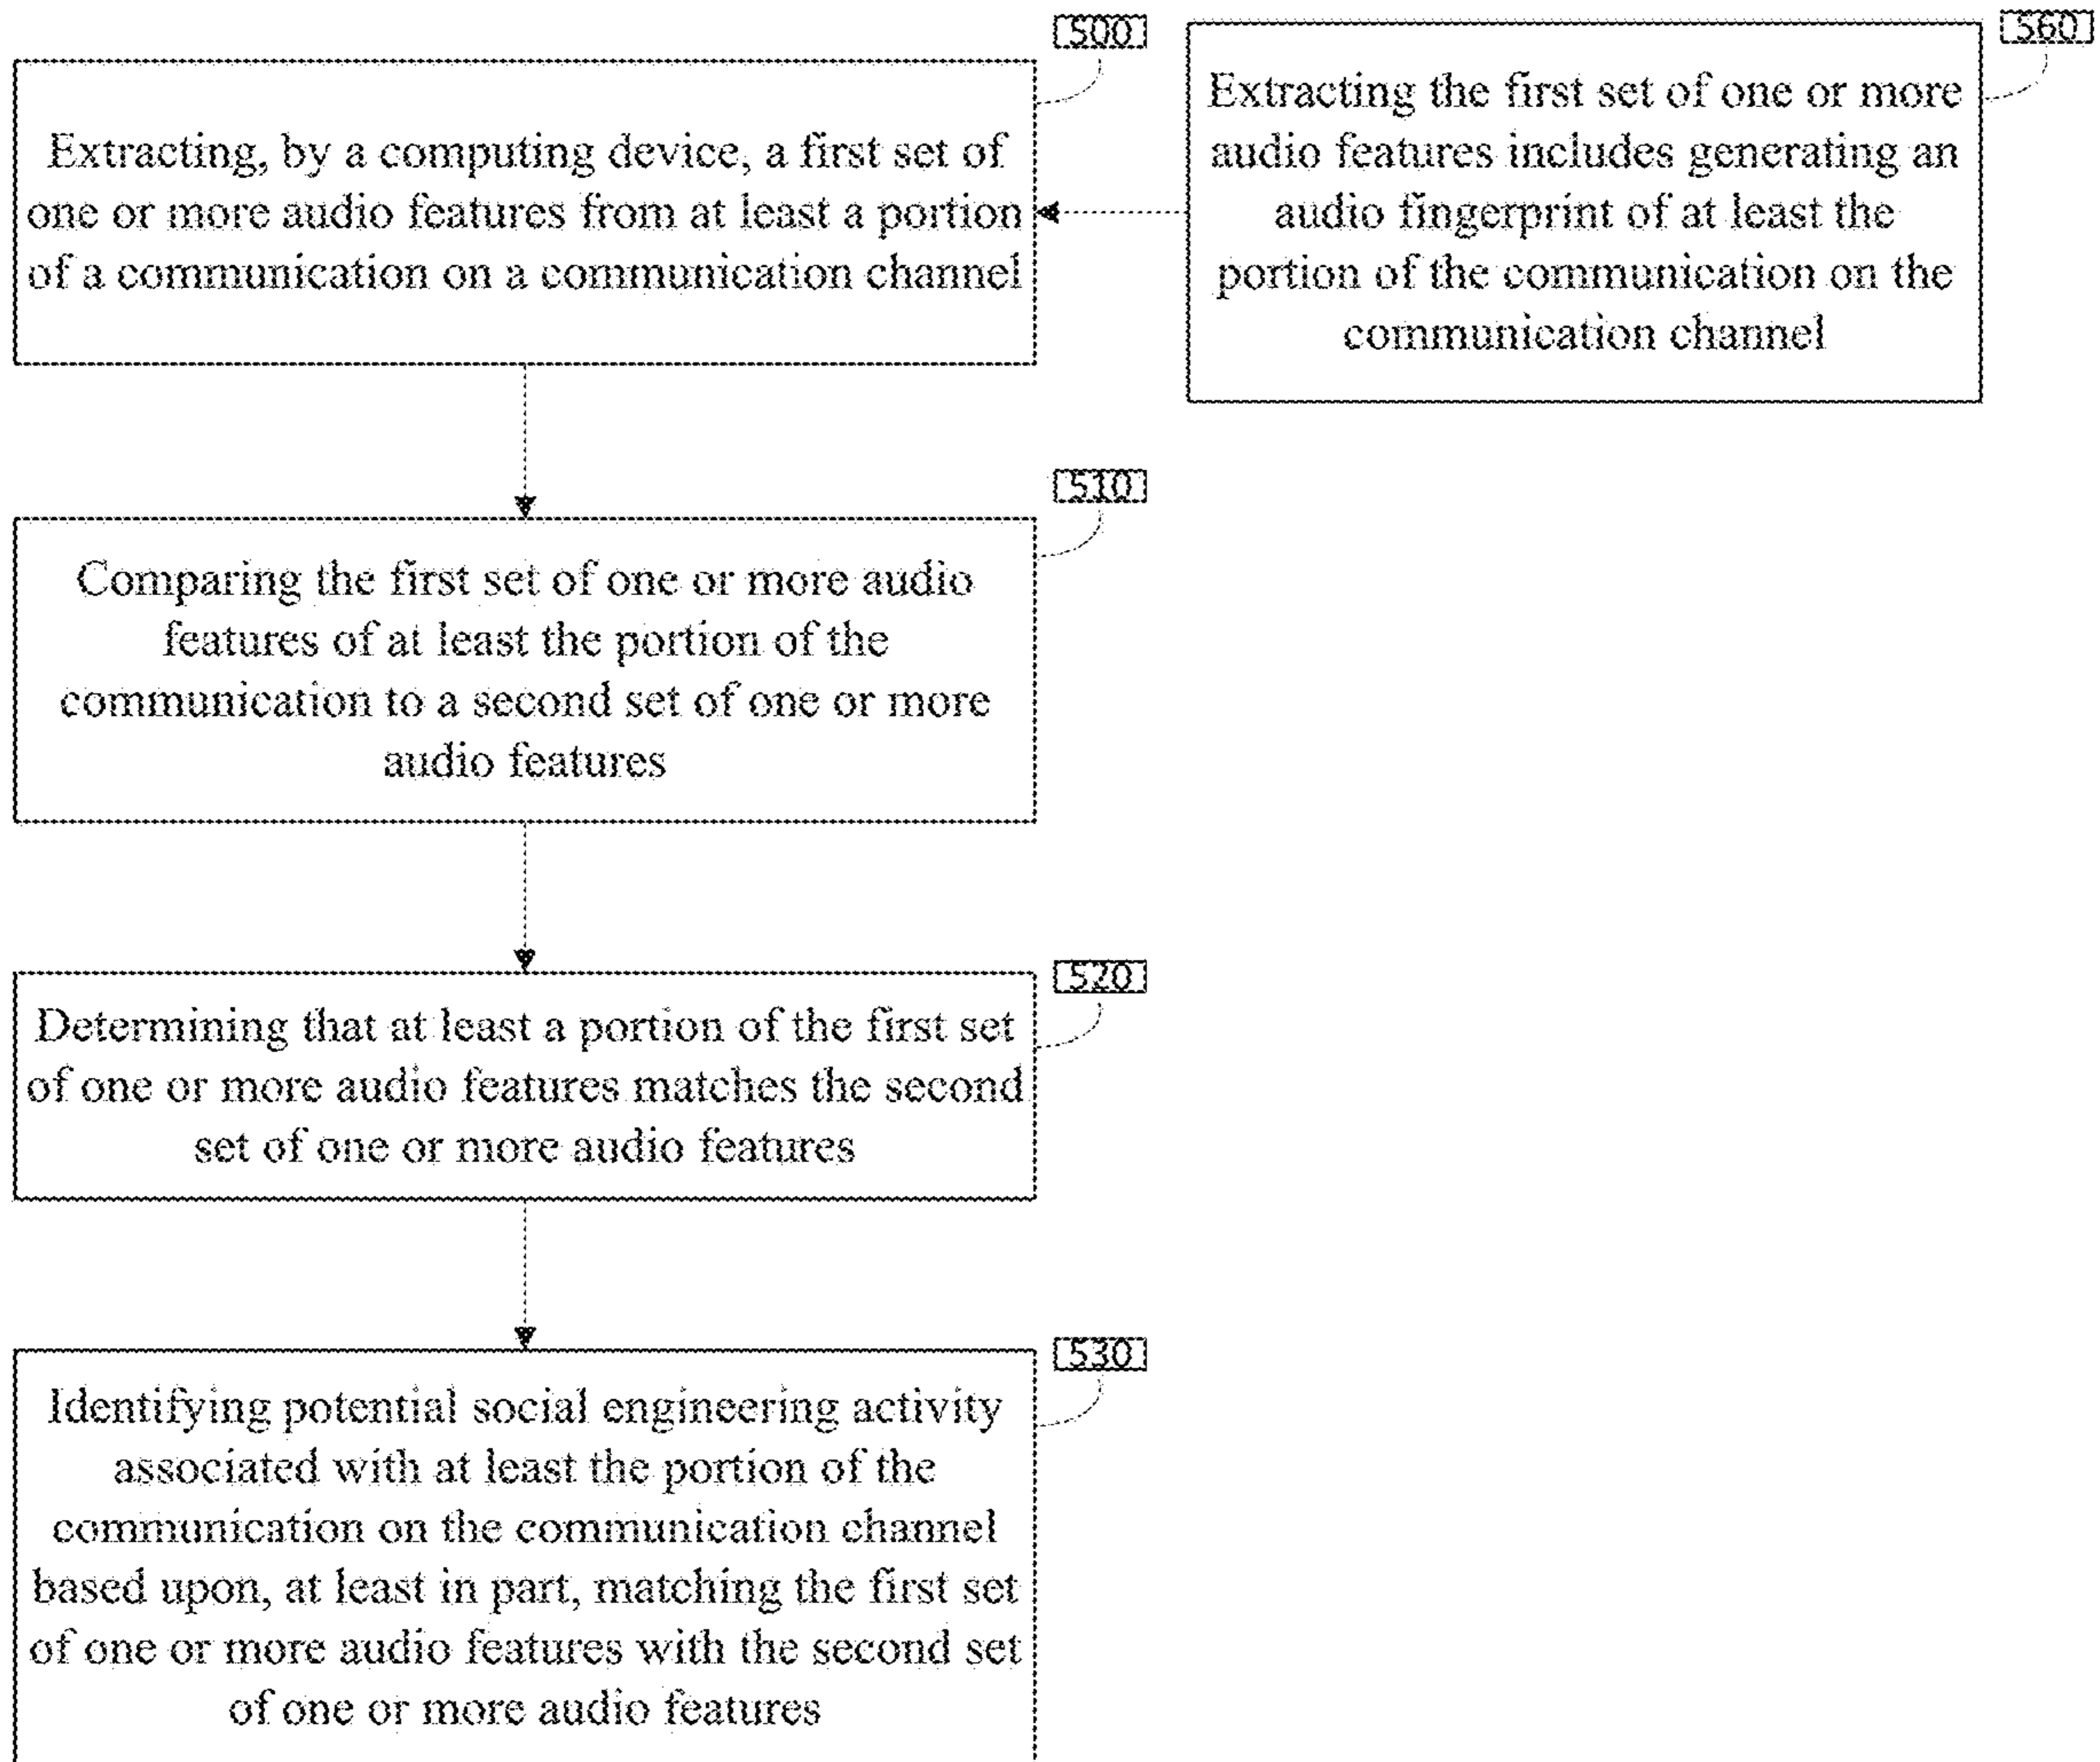 500
Extracting, by a computing device, a first set of
one or more audio features from at least a portion
of a communication on a communication channel
560
Extracting the first set of one or more
audio features includes generating an
audio fingerprint of at least the
portion of the communication on the
communication channel
510
Comparing the first set of one or more audio
features of at least the portion of the
communication to a second set of one or more
audio features
520
Determining that at least a portion of the first set
of one or more audio features matches the second
set of one or more audio features
530
Identifying potential social engineering activity
associated with at least the portion of the
communication on the communication channel
based upon, at least in part, matching the first set
of one or more audio features with the second set
of one or more audio features